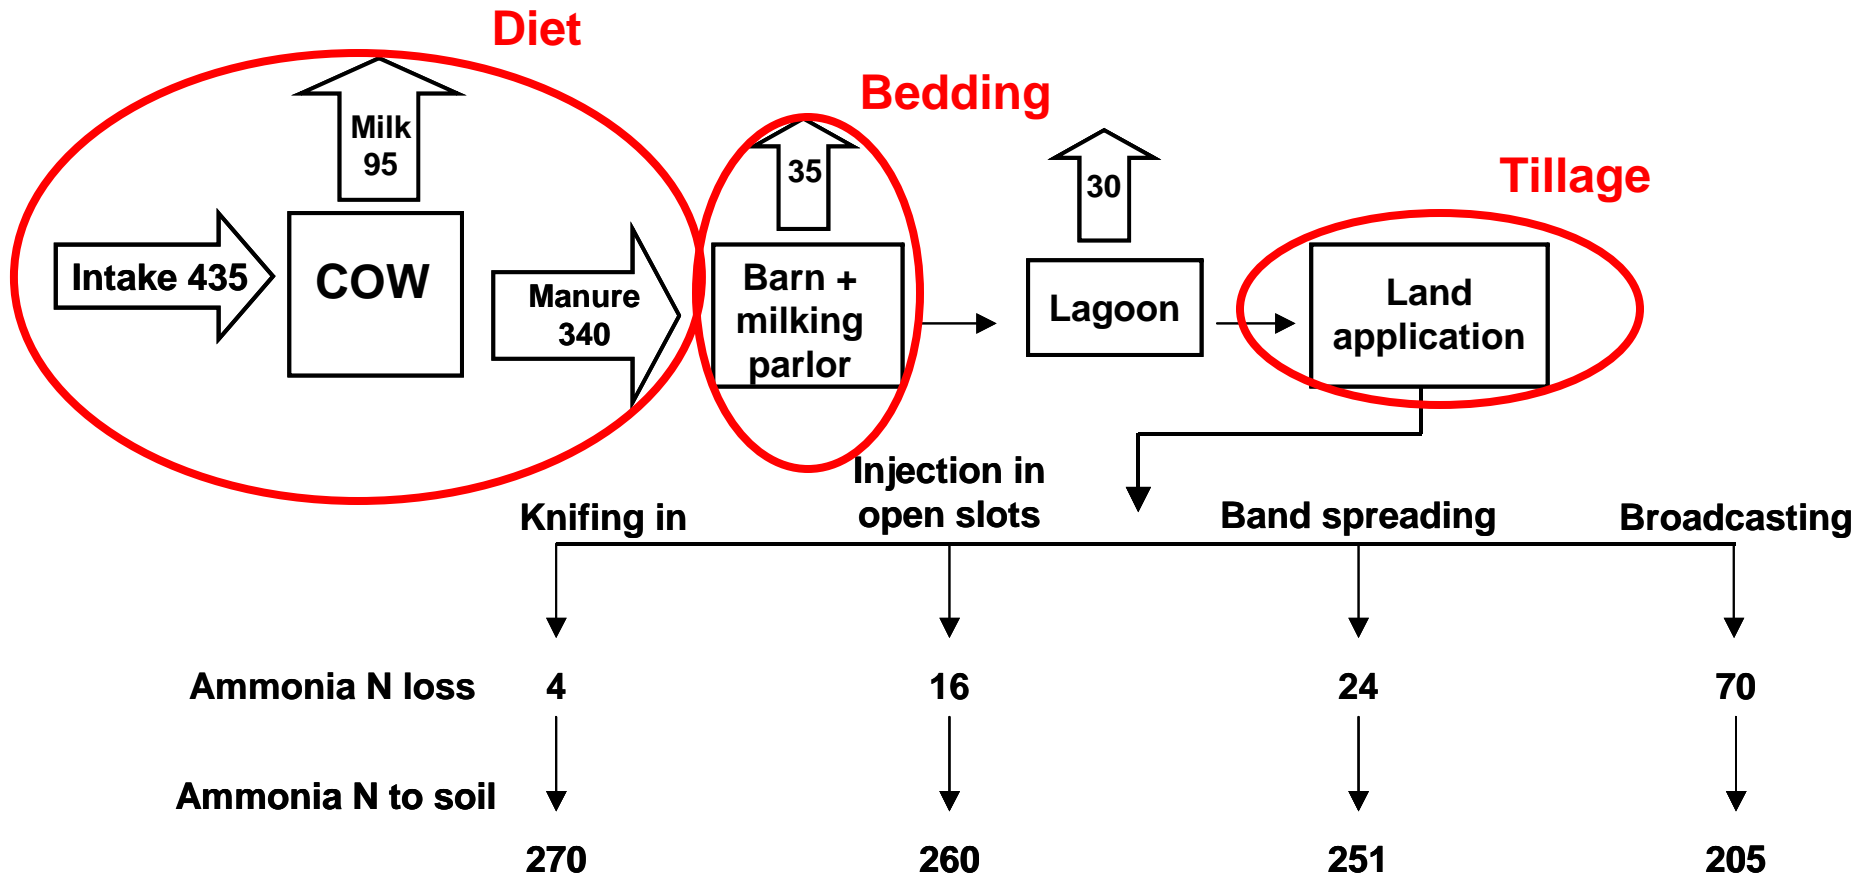 Diet
Bedding
Tillage
Milk
95
35
30
Intake 435
COW
Manure
340
Barn +
milking
parlor
Lagoon
Land
application
Knifing in
Injection in
open slots
Band spreading
Broadcasting
Ammonia N loss 4 16 24 70
Ammonia N to soil
270 260 251 205